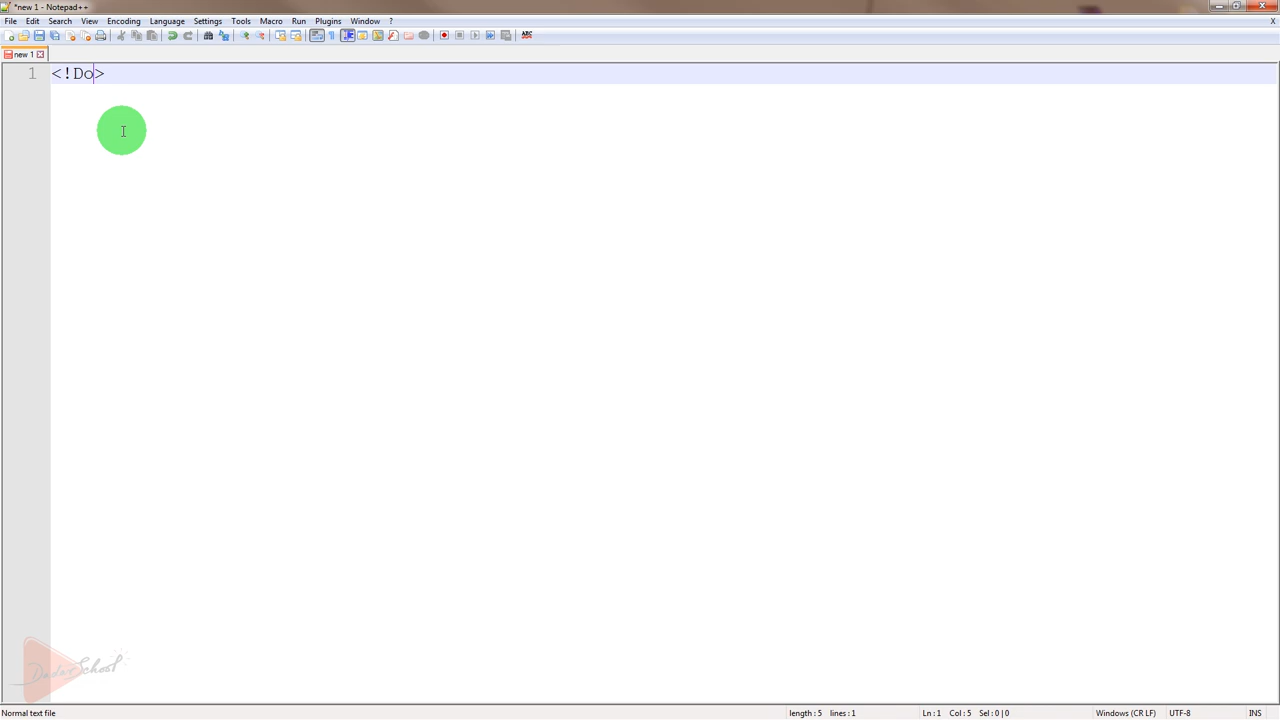 *new 1 - Notepad++
File Edit Search View Encoding Language Settings Tools Macro Run Plugins Window ? X
ABC
new 1
1 <!Do>
DadarSchool
Normal text file length : 5 lines : 1 Ln : 1 Col : 5 Sel : 0 | 0 Windows (CR LF) UTF-8 INS